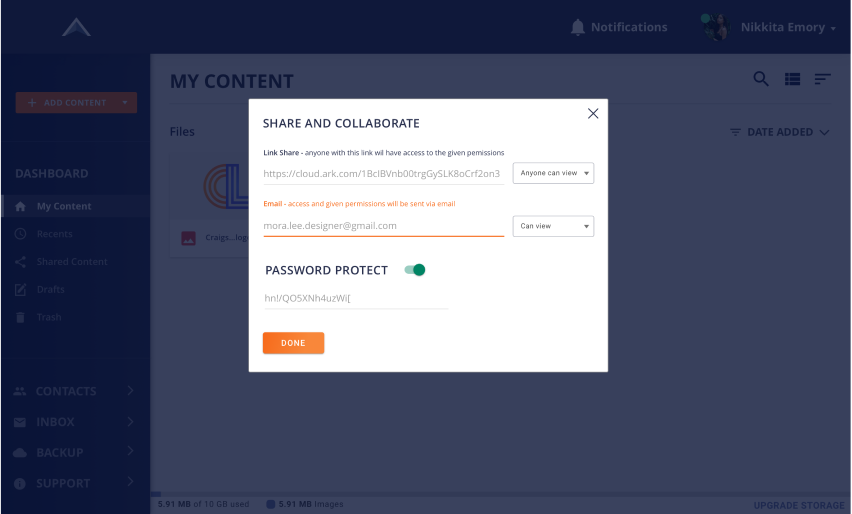 Notifications
Nikkita Emory
ADD CONTENT
MY CONTENT
Files
DATE ADDED
DASHBOARD
My Content
Recents
Shared Content
Drafts
Trash
CONTACTS
INBOX
BACKUP
SUPPORT
Craigs...logo
SHARE AND COLLABORATE
Link Share - anyone with this link wil have access to the given pemissions
https://cloud.ark.com/1BcIBVnb00trgGySLK8oCrf2on3
Anyone can view
Email - access and given permissions will be sent via email
mora.lee.designer@gmail.com
Can view
PASSWORD PROTECT
hn!/QO5XNh4uzWi[
DONE
5.91 MB of 10 GB used 5.91 MB Images
UPGRADE STORAGE